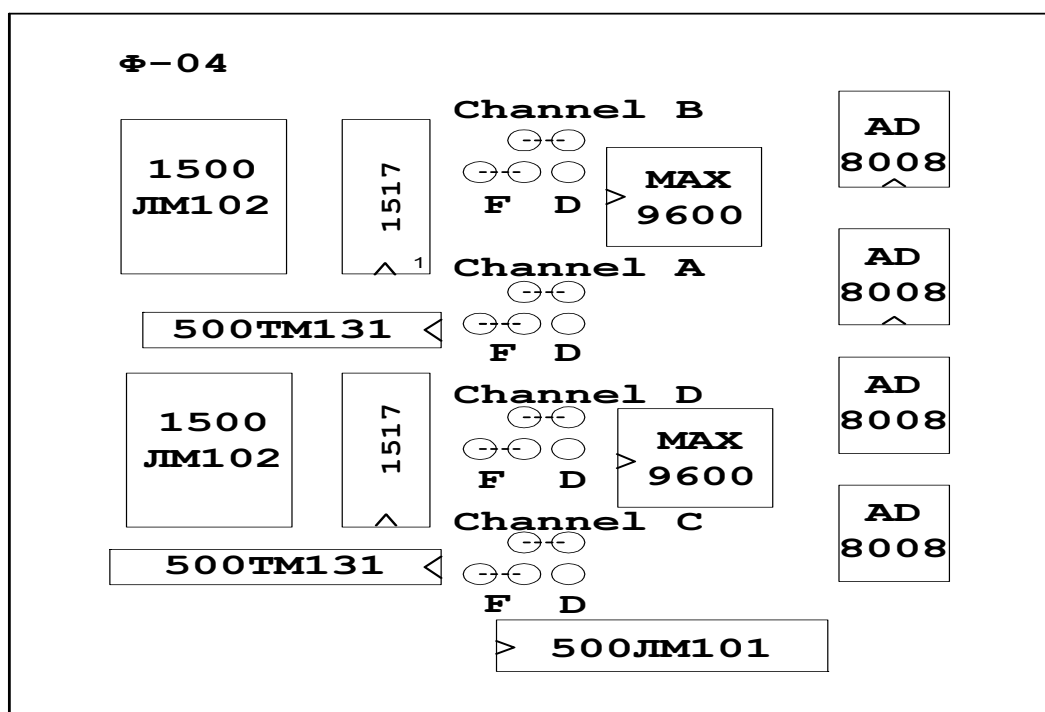 Ф-04
Channel B
1500
ЛМ102
1517
1
F D
MAX
9600
AD
8008
Channel A
F D
500ТМ131
AD
8008
Channel D
1500
ЛМ102
1517
F D
MAX
9600
AD
8008
Channel C
F D
500ТМ131
AD
8008
500ЛМ101